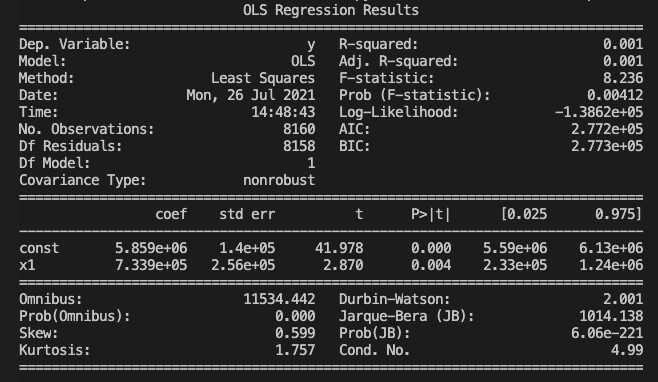 OLS Regression Results
==============================================================================
Dep. Variable:                      y   R-squared:                       0.001
Model:                            OLS   Adj. R-squared:                  0.001
Method:                 Least Squares   F-statistic:                     8.236
Date:                Mon, 26 Jul 2021   Prob (F-statistic):            0.00412
Time:                        14:48:43   Log-Likelihood:            -1.3862e+05
No. Observations:                8160   AIC:                         2.772e+05
Df Residuals:                    8158   BIC:                         2.773e+05
Df Model:                           1
Covariance Type:            nonrobust
==============================================================================
                 coef    std err          t      P>|t|      [0.025      0.975]
------------------------------------------------------------------------------
const       5.859e+06    1.4e+05     41.978      0.000    5.59e+06    6.13e+06
x1          7.339e+05   2.56e+05      2.870      0.004    2.33e+05    1.24e+06
==============================================================================
Omnibus:                    11534.442   Durbin-Watson:                   2.001
Prob(Omnibus):                  0.000   Jarque-Bera (JB):             1014.138
Skew:                           0.599   Prob(JB):                    6.06e-221
Kurtosis:                       1.757   Cond. No.                         4.99
==============================================================================